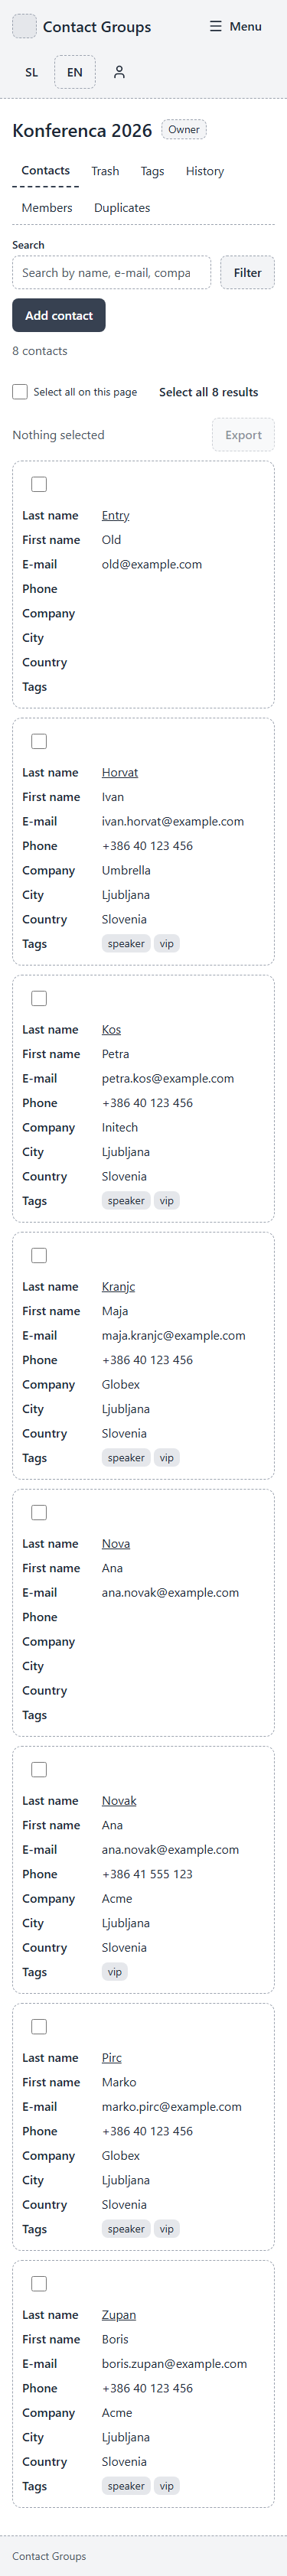 Contact Groups
Menu
SL EN
Konferenca 2026 Owner
Contacts Trash Tags History
Members Duplicates
Search
Search by name, e-mail, compa Filter
Add contact
8 contacts
Select all on this page Select all 8 results
Nothing selected Export
Last name Entry
First name Old
E-mail old@example.com
Phone
Company
City
Country
Tags
Last name Horvat
First name Ivan
E-mail ivan.horvat@example.com
Phone +386 40 123 456
Company Umbrella
City Ljubljana
Country Slovenia
Tags speaker vip
Last name Kos
First name Petra
E-mail petra.kos@example.com
Phone +386 40 123 456
Company Initech
City Ljubljana
Country Slovenia
Tags speaker vip
Last name Kranjc
First name Maja
E-mail maja.kranjc@example.com
Phone +386 40 123 456
Company Globex
City Ljubljana
Country Slovenia
Tags speaker vip
Last name Nova
First name Ana
E-mail ana.novak@example.com
Phone
Company
City
Country
Tags
Last name Novak
First name Ana
E-mail ana.novak@example.com
Phone +386 41 555 123
Company Acme
City Ljubljana
Country Slovenia
Tags vip
Last name Pirc
First name Marko
E-mail marko.pirc@example.com
Phone +386 40 123 456
Company Globex
City Ljubljana
Country Slovenia
Tags speaker vip
Last name Zupan
First name Boris
E-mail boris.zupan@example.com
Phone +386 40 123 456
Company Acme
City Ljubljana
Country Slovenia
Tags speaker vip
Contact Groups